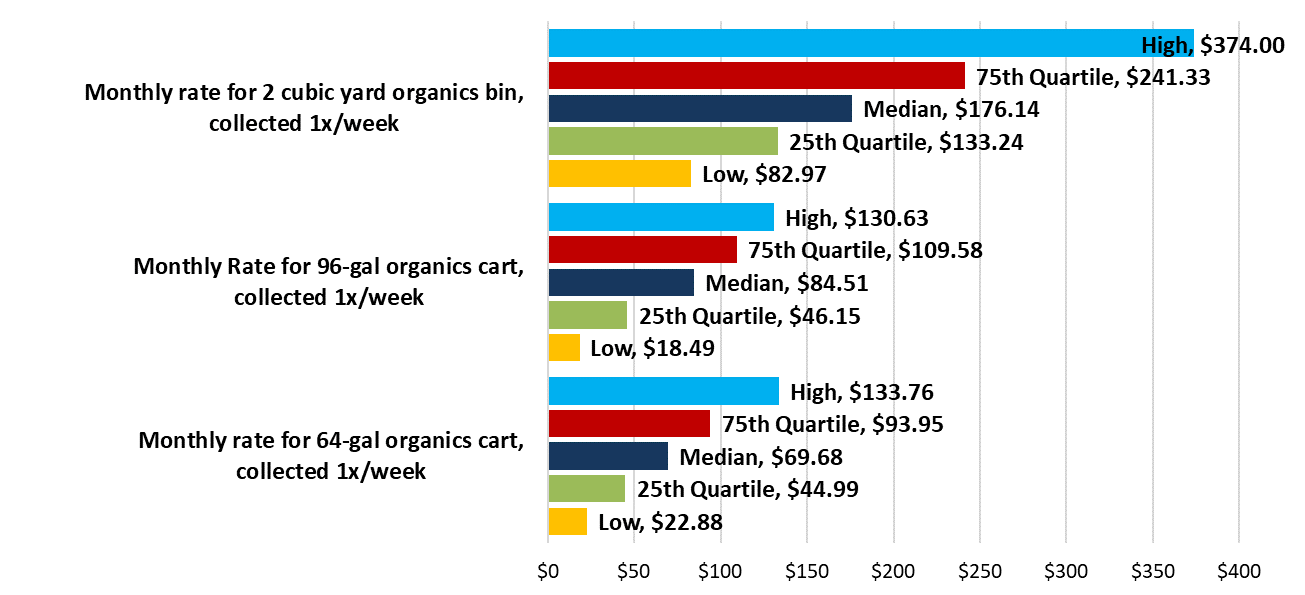 Monthly rate for 2 cubic yard organics bin,
collected 1x/week
High, $374.00
75th Quartile, $241.33
Median, $176.14
25th Quartile, $133.24
Low, $82.97
Monthly Rate for 96-gal organics cart,
collected 1x/week
High, $130.63
75th Quartile, $109.58
Median, $84.51
25th Quartile, $46.15
Low, $18.49
Monthly rate for 64-gal organics cart,
collected 1x/week
High, $133.76
75th Quartile, $93.95
Median, $69.68
25th Quartile, $44.99
Low, $22.88
$0 $50 $100 $150 $200 $250 $300 $350 $400